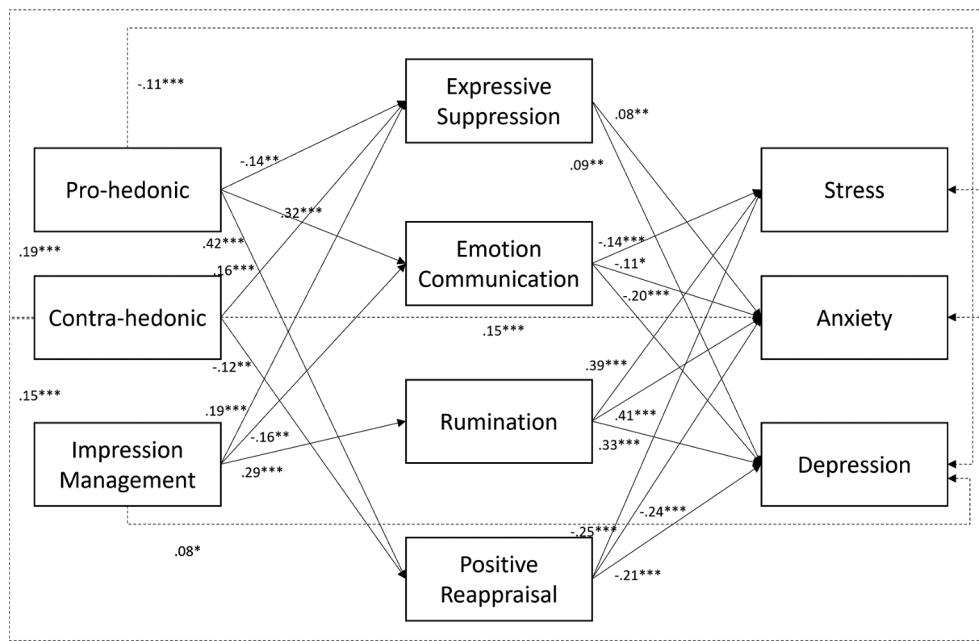 -.11***
Expressive
Suppression
.08**
-.14**
.09**
Pro-hedonic
Stress
.32***
.42***
.19***
Emotion
Communication
-.14***
.16***
-.11*
-.20***
Contra-hedonic
.15***
Anxiety
-.12**
.39***
.15***
.19***
Rumination
.41***
-.16**
.33***
Impression
Management
.29***
Depression
-.24***
-.25***
.08*
Positive
Reappraisal
-.21***